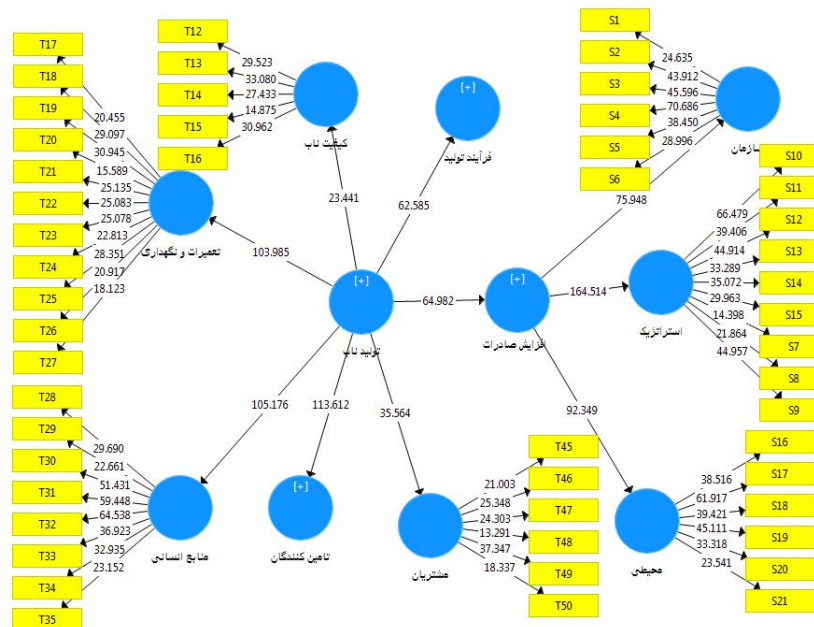 T17
T18
T19
T20
T21
T22
T23
T24
T25
T26
T27
20.455
29.097
30.945
15.589
25.135
25.083
25.078
22.813
28.351
20.917
18.123
تعمیرات و نگهداری
T12
T13
T14
T15
T16
29.523
33.080
27.433
14.875
30.962
کیفیت ناب
[+]
فرآیند تولید
S1
S2
S3
S4
S5
S6
24.635
43.912
45.596
70.686
38.450
28.996
سازمان
103.985
23.441
62.585
75.948
[+]
تولید ناب
64.982
[+]
افزایش صادرات
164.514
استراتژیک
S10
S11
S12
S13
S14
S15
S7
S8
S9
66.479
39.406
44.914
33.289
35.072
29.963
14.398
21.864
44.957
105.176
113.612
35.564
92.349
T28
T29
T30
T31
T32
T33
T34
T35
29.690
22.661
51.431
59.448
64.538
36.923
32.935
23.152
منابع انسانی
[+]
تامین کنندگان
مشتریان
T45
T46
T47
T48
T49
T50
21.003
25.348
24.303
13.291
37.347
18.337
محیطی
S16
S17
S18
S19
S20
S21
38.516
61.917
39.421
45.111
33.318
23.541